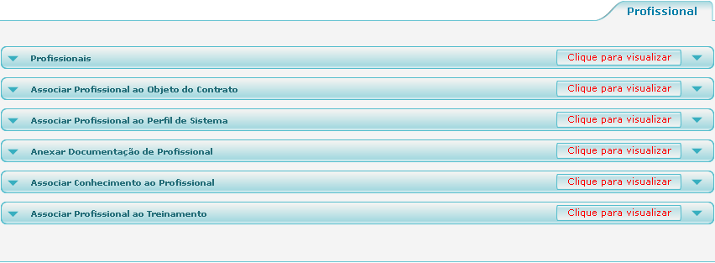 Profissional
Profissionais Clique para visualizar
Associar Profissional ao Objeto do Contrato Clique para visualizar
Associar Profissional ao Perfil de Sistema Clique para visualizar
Anexar Documentação de Profissional Clique para visualizar
Associar Conhecimento ao Profissional Clique para visualizar
Associar Profissional ao Treinamento Clique para visualizar